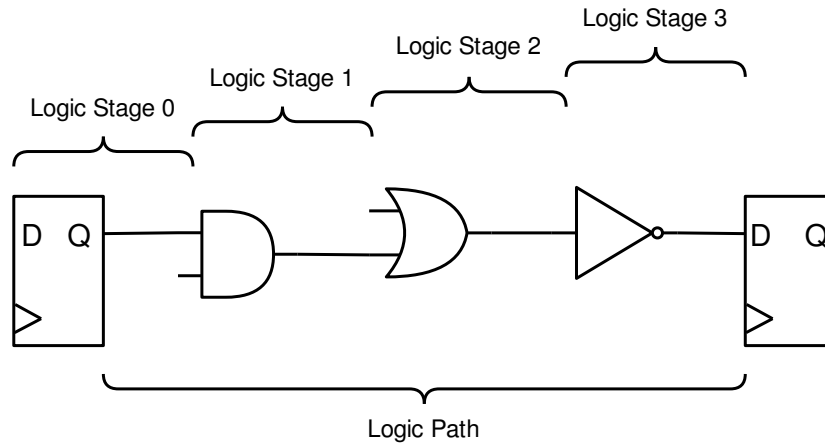 Logic Stage 3
Logic Stage 2
Logic Stage 1
Logic Stage 0
D Q
D Q
Logic Path